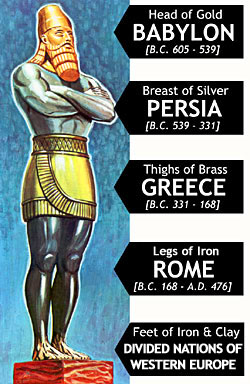 Head of Gold
BABYLON
[B.C. 605 - 539]
Breast of Silver
PERSIA
[B.C. 539 - 331]
Thighs of Brass
GREECE
[B.C. 331 - 168]
Legs of Iron
ROME
[B.C. 168 - A.D. 476]
Feet of Iron & Clay
DIVIDED NATIONS OF
WESTERN EUROPE